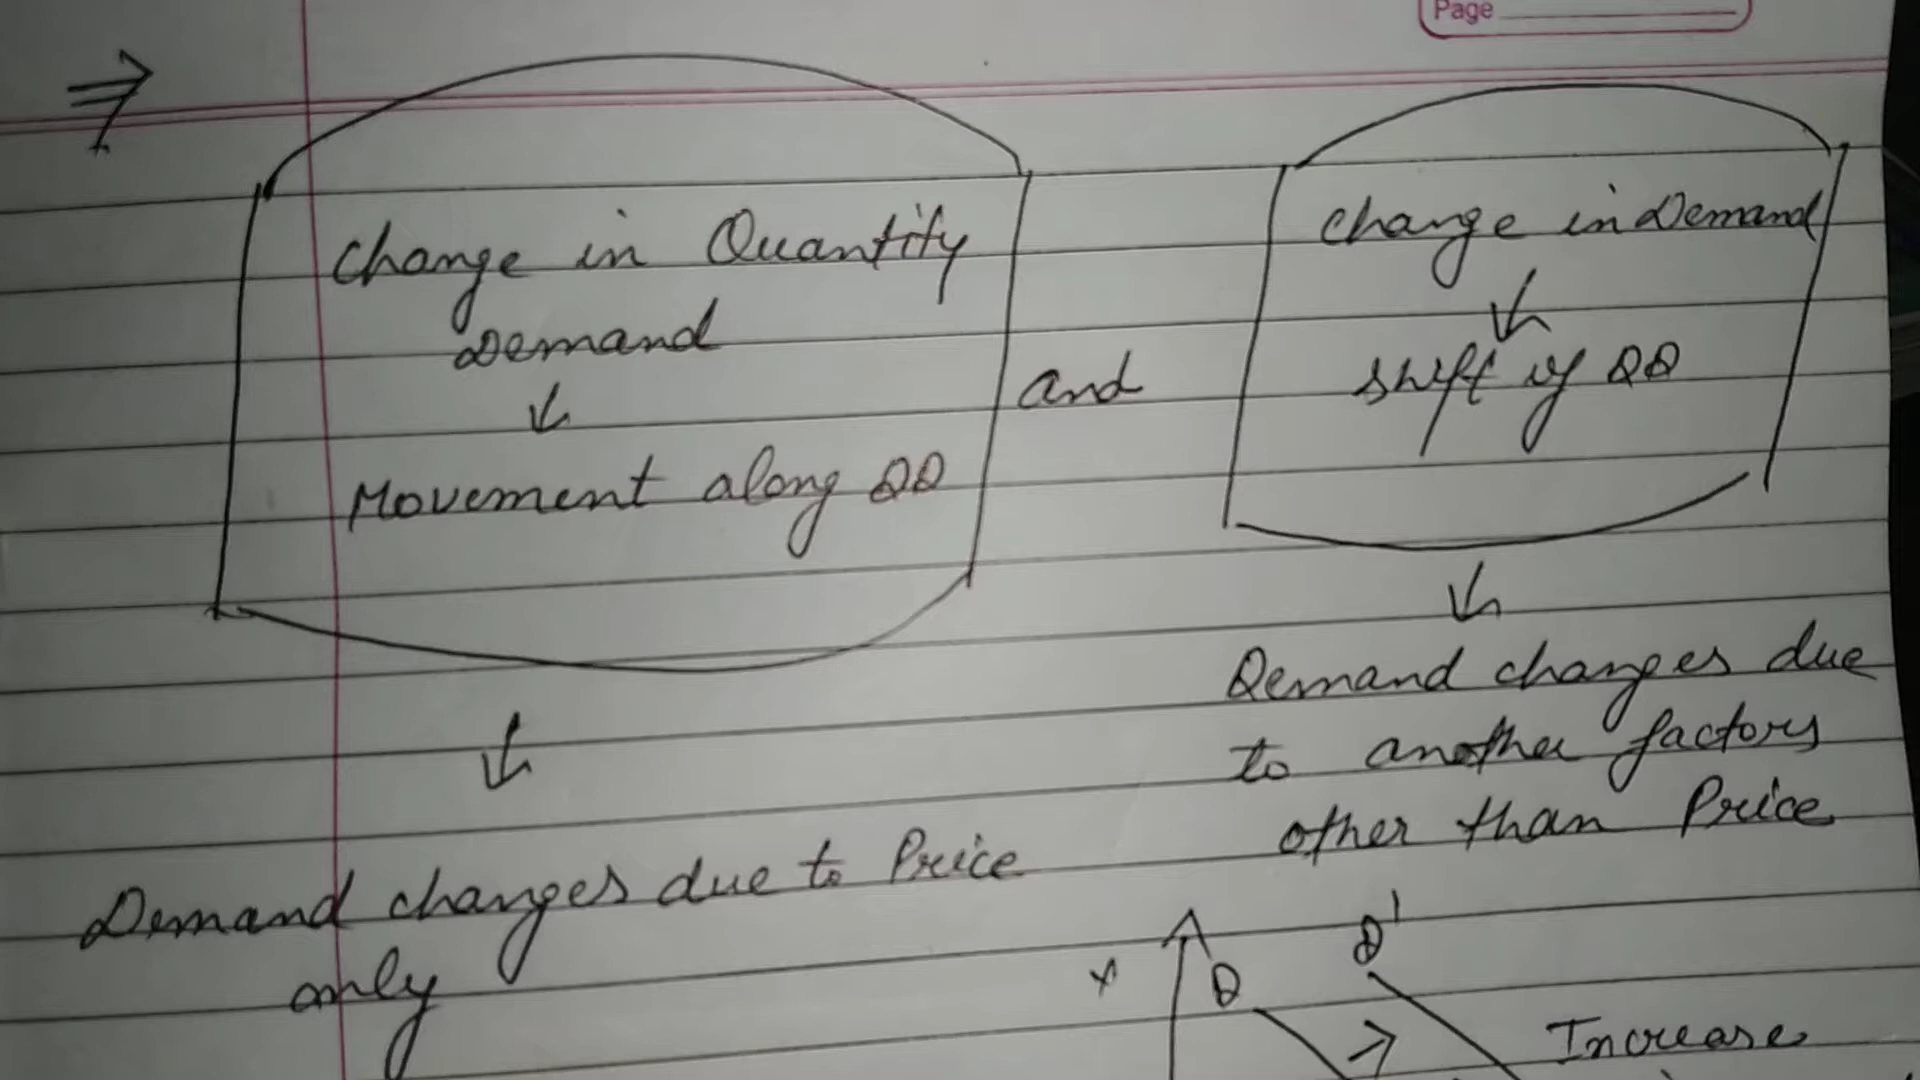 Page
Change in Quantity
Demand
Movement along DD
and
Change in Demand
shift of DD
Demand changes due to Price
only
Demand changes due
to another factors
other than Price
D
D'
Increase